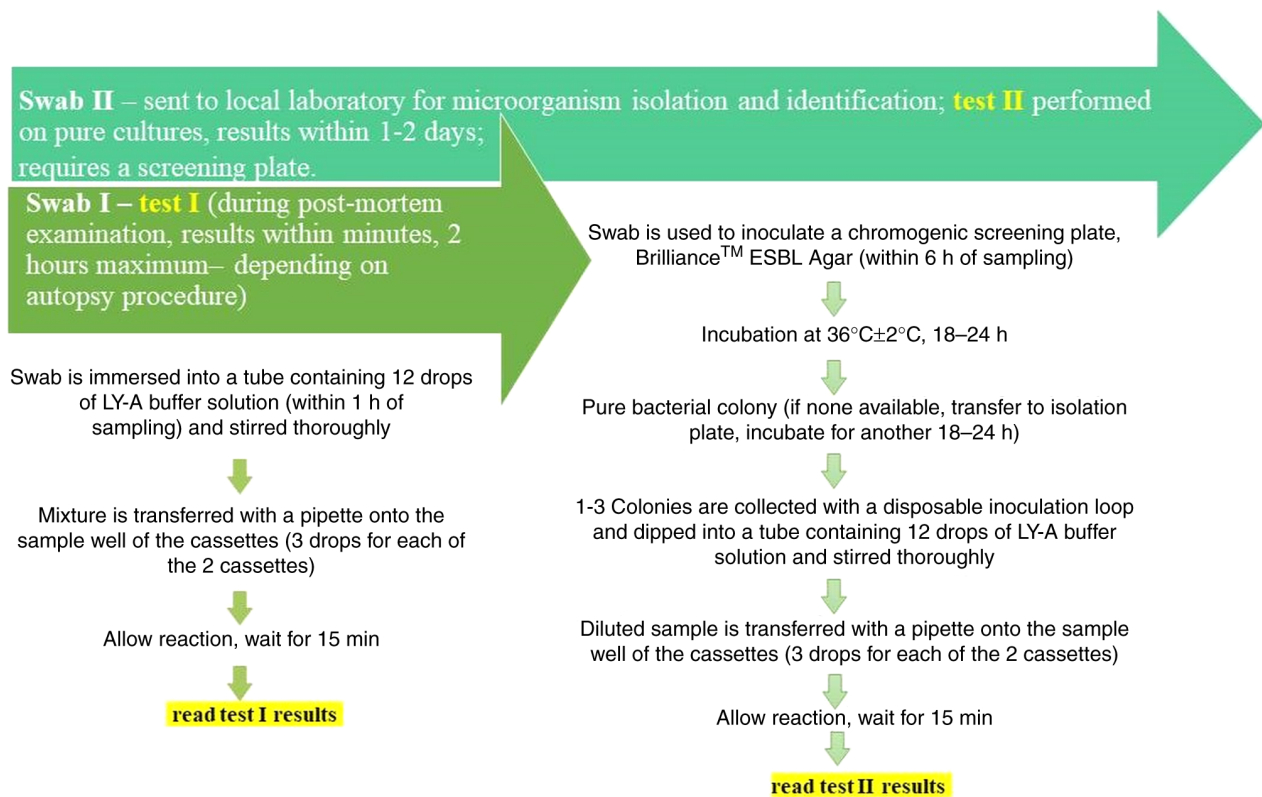 Swab II – sent to local laboratory for microorganism isolation and identification; test II performed
on pure cultures, results within 1-2 days;
requires a screening plate.
Swab I – test I (during post-mortem
examination, results within minutes, 2
hours maximum– depending on
autopsy procedure)
Swab is immersed into a tube containing 12 drops
of LY-A buffer solution (within 1 h of
sampling) and stirred thoroughly
Mixture is transferred with a pipette onto the
sample well of the cassettes (3 drops for each of
the 2 cassettes)
Allow reaction, wait for 15 min
read test I results
Swab is used to inoculate a chromogenic screening plate,
Brilliance™ ESBL Agar (within 6 h of sampling)
Incubation at 36°C±2°C, 18–24 h
Pure bacterial colony (if none available, transfer to isolation
plate, incubate for another 18–24 h)
1-3 Colonies are collected with a disposable inoculation loop
and dipped into a tube containing 12 drops of LY-A buffer
solution and stirred thoroughly
Diluted sample is transferred with a pipette onto the sample
well of the cassettes (3 drops for each of the 2 cassettes)
Allow reaction, wait for 15 min
read test II results